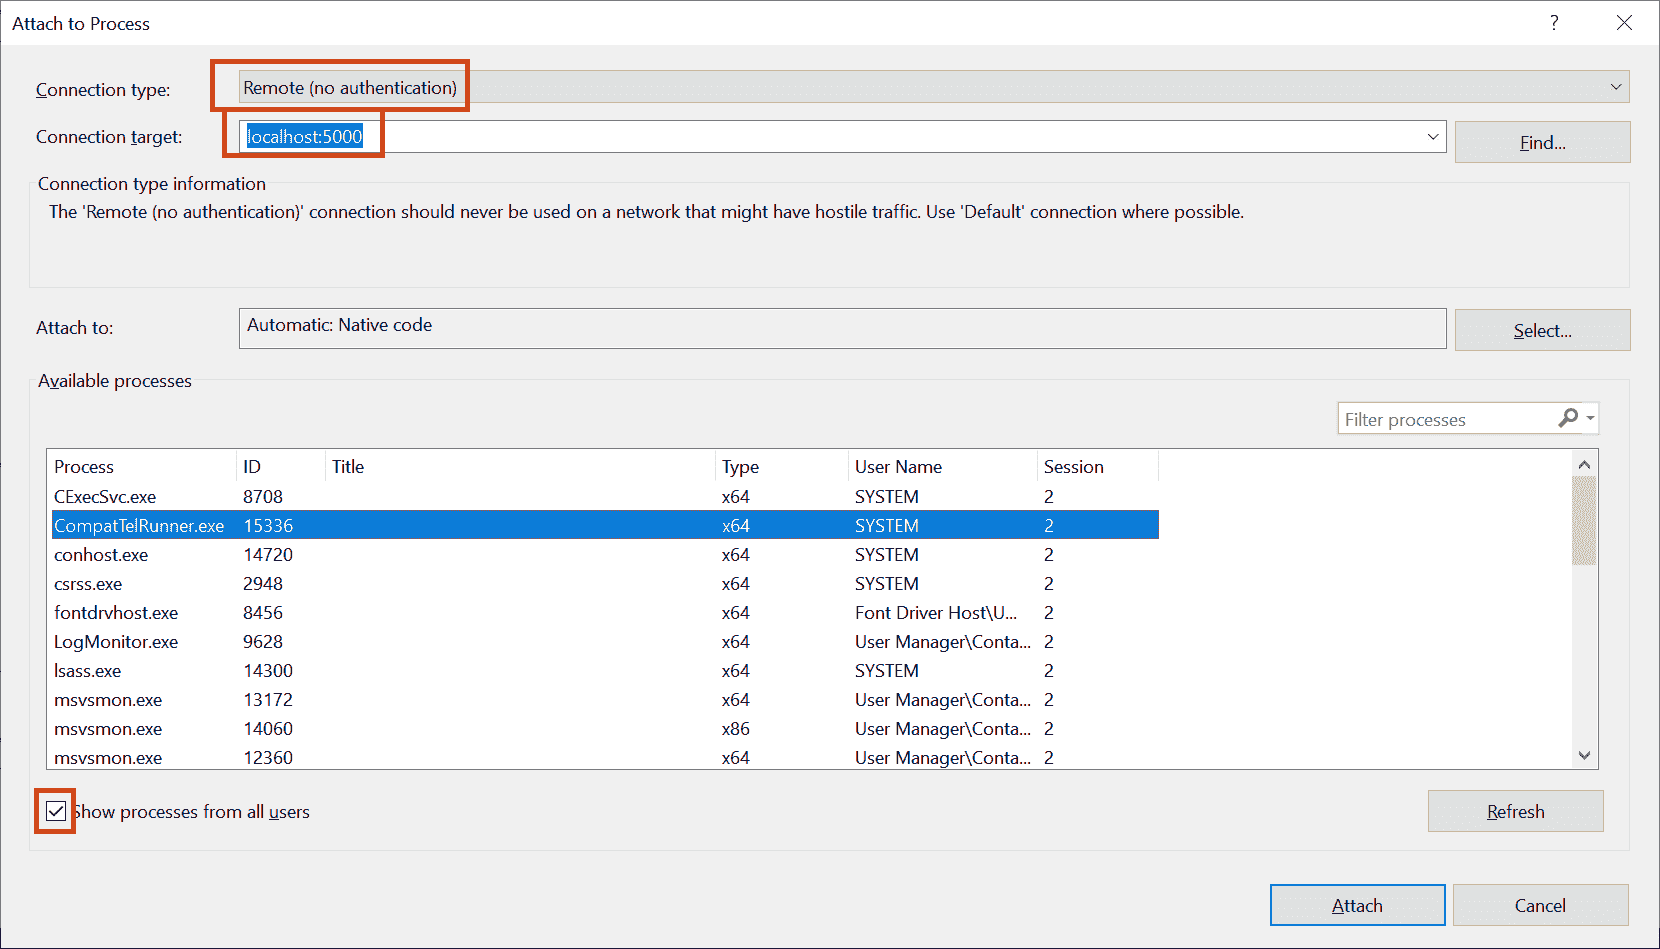 Attach to Process ?
Connection type: Remote (no authentication)
Connection target: localhost:5000 Find...
Connection type information
The 'Remote (no authentication)' connection should never be used on a network that might have hostile traffic. Use 'Default' connection where possible.
Attach to: Automatic: Native code Select...
Available processes
Filter processes
Process ID Title Type User Name Session
CExecSvc.exe 8708 x64 SYSTEM 2
CompatTelRunner.exe 15336 x64 SYSTEM 2
conhost.exe 14720 x64 SYSTEM 2
csrss.exe 2948 x64 SYSTEM 2
fontdrvhost.exe 8456 x64 Font Driver Host\U... 2
LogMonitor.exe 9628 x64 User Manager\Conta... 2
lsass.exe 14300 x64 SYSTEM 2
msvsmon.exe 13172 x64 User Manager\Conta... 2
msvsmon.exe 14060 x86 User Manager\Conta... 2
msvsmon.exe 12360 x64 User Manager\Conta... 2
Show processes from all users Refresh
Attach Cancel